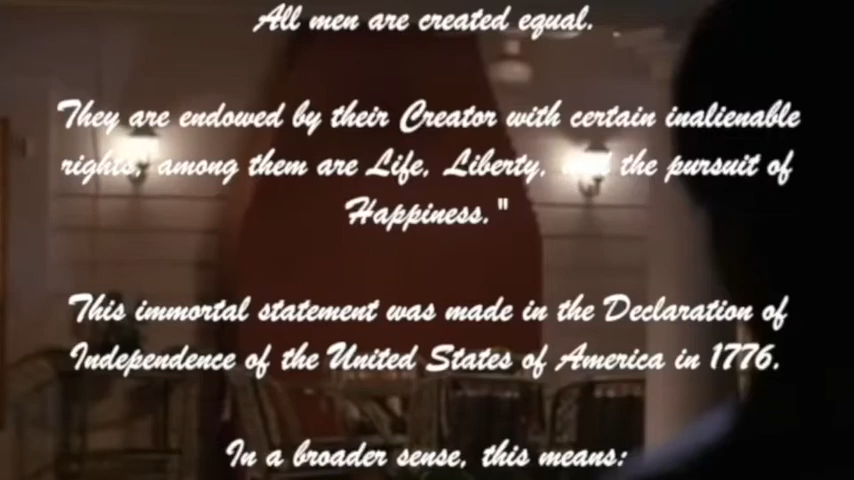 All men are created equal.
They are endowed by their Creator with certain inalienable
rights, among them are Life, Liberty, and the pursuit of
Happiness."
This immortal statement was made in the Declaration of
Independence of the United States of America in 1776.
In a broader sense, this means: